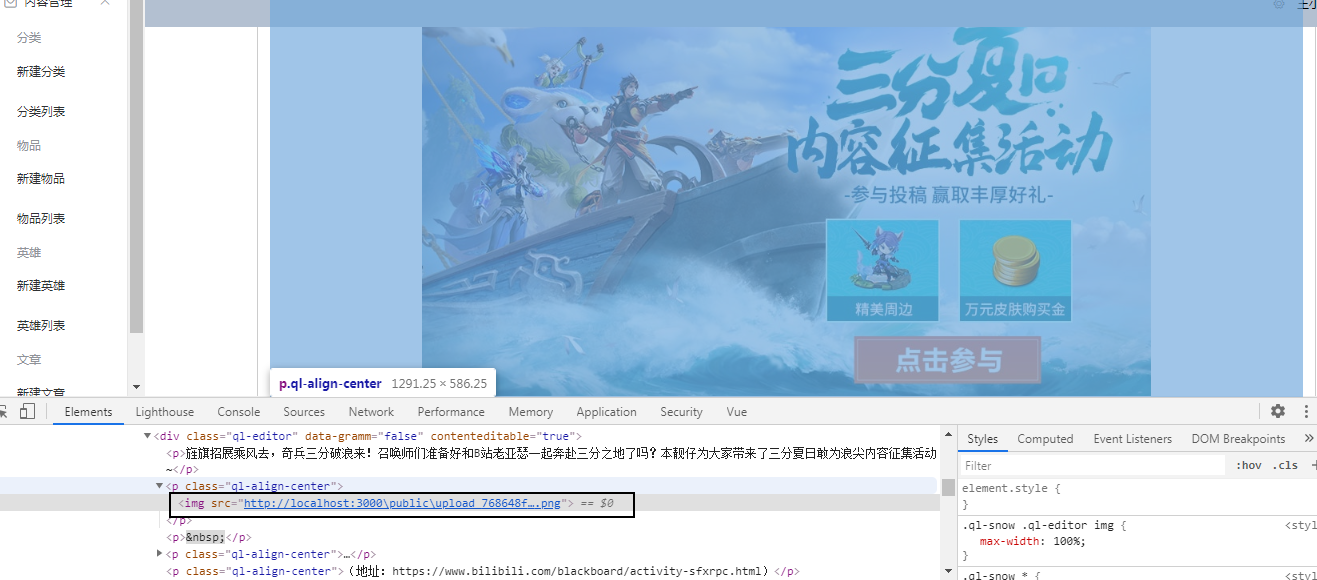 内容管理
分类
新建分类
分类列表
物品
新建物品
物品列表
英雄
新建英雄
英雄列表
文章
新建文章
三分夏日
内容征集活动
-参与投稿 赢取丰厚好礼-
精美周边
万元皮肤购买金
点击参与
p.ql-align-center 1291.25 × 586.25
Elements Lighthouse Console Sources Network Performance Memory Application Security Vue
<div class="ql-editor" data-gramm="false" contenteditable="true">
<p>旌旗招展乘风去，奇兵三分破浪来！召唤师们准备好和B站老亚瑟一起奔赴三分之地了吗？本靓仔为大家带来了三分夏日敢为浪尖内容征集活动
~</p>
<p class="ql-align-center">
<img src="http://localhost:3000\public\upload_768648f….png"> == $0
</p>
<p>&nbsp;</p>
<p class="ql-align-center">…</p>
<p class="ql-align-center">（地址：https://www.bilibili.com/blackboard/activity-sfxrpc.html）</p>
Styles Computed Event Listeners DOM Breakpoints »
Filter :hov .cls +
element.style {
}
.ql-snow .ql-editor img { <styl
max-width: 100%;
}
.ql-snow * { <styl